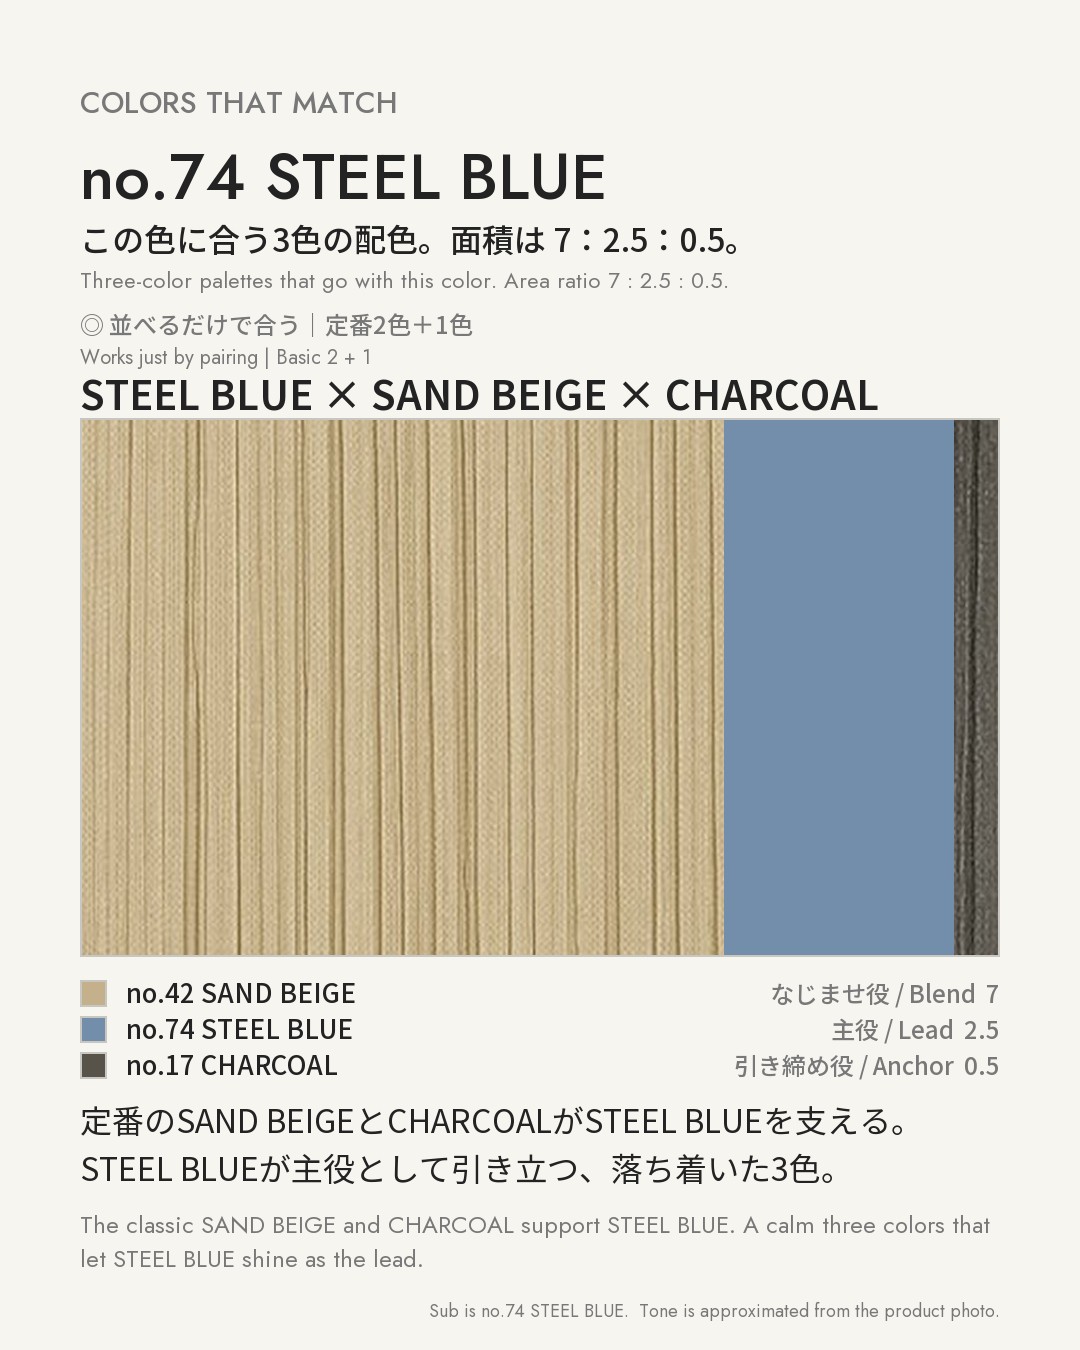 COLORS THAT MATCH
no.74 STEEL BLUE
この色に合う3色の配色。面積は 7：2.5：0.5。
Three-color palettes that go with this color. Area ratio 7 : 2.5 : 0.5.
◎ 並べるだけで合う｜定番2色＋1色
Works just by pairing | Basic 2 + 1
STEEL BLUE × SAND BEIGE × CHARCOAL
no.42 SAND BEIGE なじませ役 / Blend 7
no.74 STEEL BLUE 主役 / Lead 2.5
no.17 CHARCOAL 引き締め役 / Anchor 0.5
定番のSAND BEIGEとCHARCOALがSTEEL BLUEを支える。
STEEL BLUEが主役として引き立つ、落ち着いた3色。
The classic SAND BEIGE and CHARCOAL support STEEL BLUE. A calm three colors that
let STEEL BLUE shine as the lead.
Sub is no.74 STEEL BLUE. Tone is approximated from the product photo.